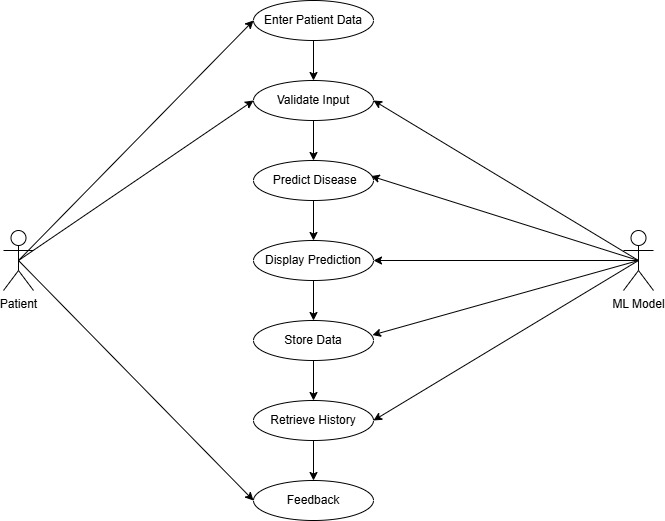 Enter Patient Data
Validate Input
Predict Disease
Display Prediction
Patient
ML Model
Store Data
Retrieve History
Feedback